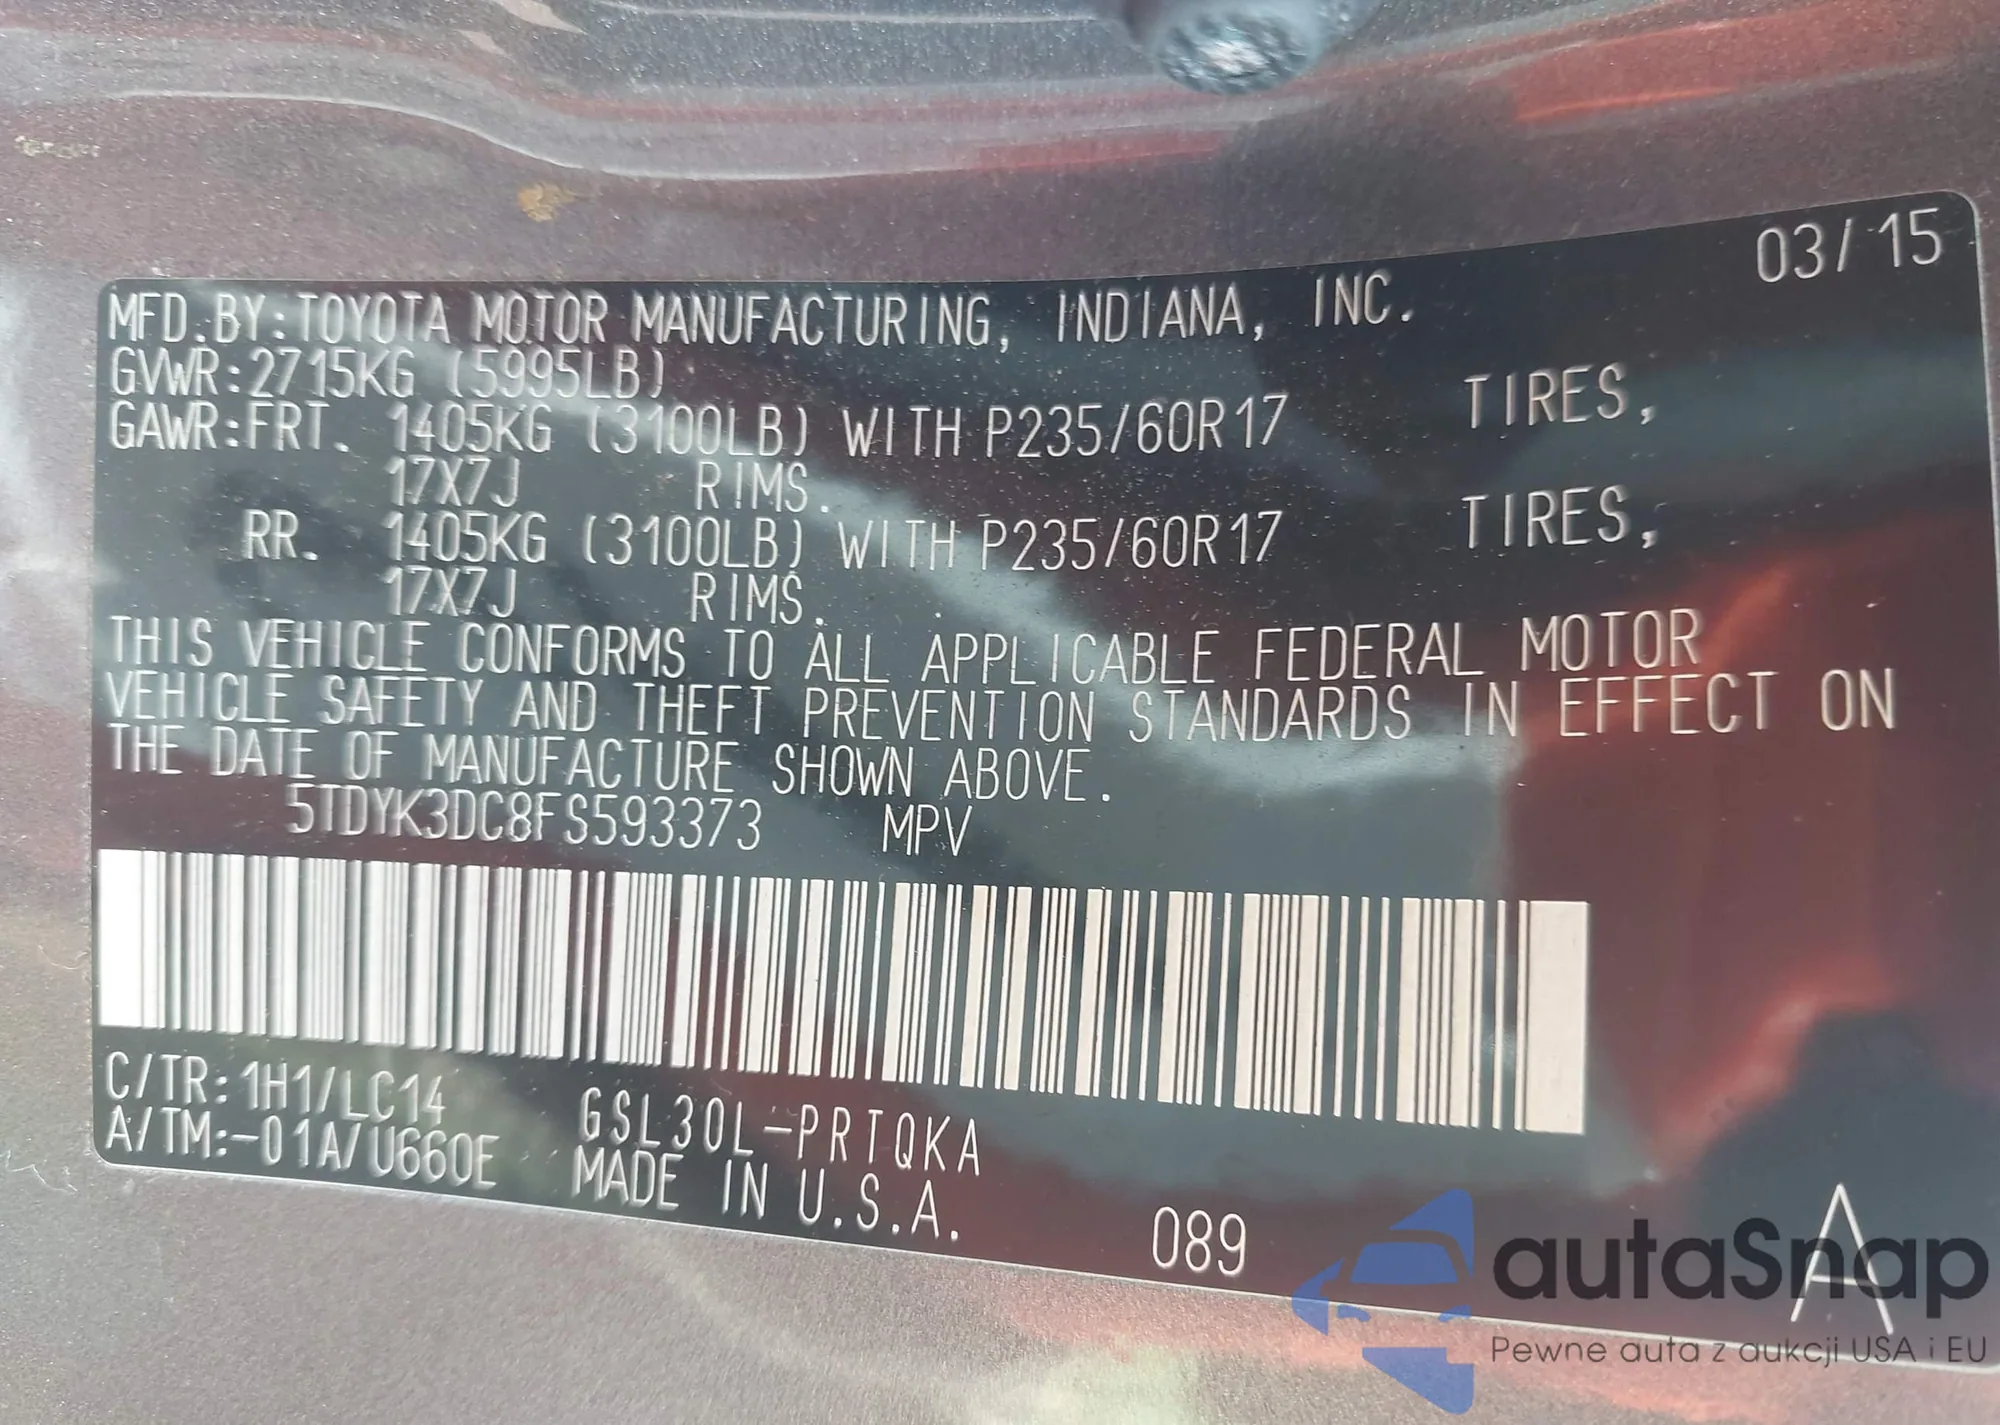 03/15
MFD.BY:TOYOTA MOTOR MANUFACTURING, INDIANA, INC.
GVWR:2715KG (5995LB)
GAWR:FRT. 1405KG (3100LB) WITH P235/60R17 TIRES,
17X7J RIMS.
RR. 1405KG (3100LB) WITH P235/60R17 TIRES,
17X7J RIMS.
THIS VEHICLE CONFORMS TO ALL APPLICABLE FEDERAL MOTOR
VEHICLE SAFETY AND THEFT PREVENTION STANDARDS IN EFFECT ON
THE DATE OF MANUFACTURE SHOWN ABOVE.
5TDYK3DC8FS593373 MPV
C/TR:1H1/LC14 GSL30L-PRTQKA
A/TM:-01A/U660E MADE IN U.S.A.
089
A
autaSnap
Pewne auta z aukcji USA i EU